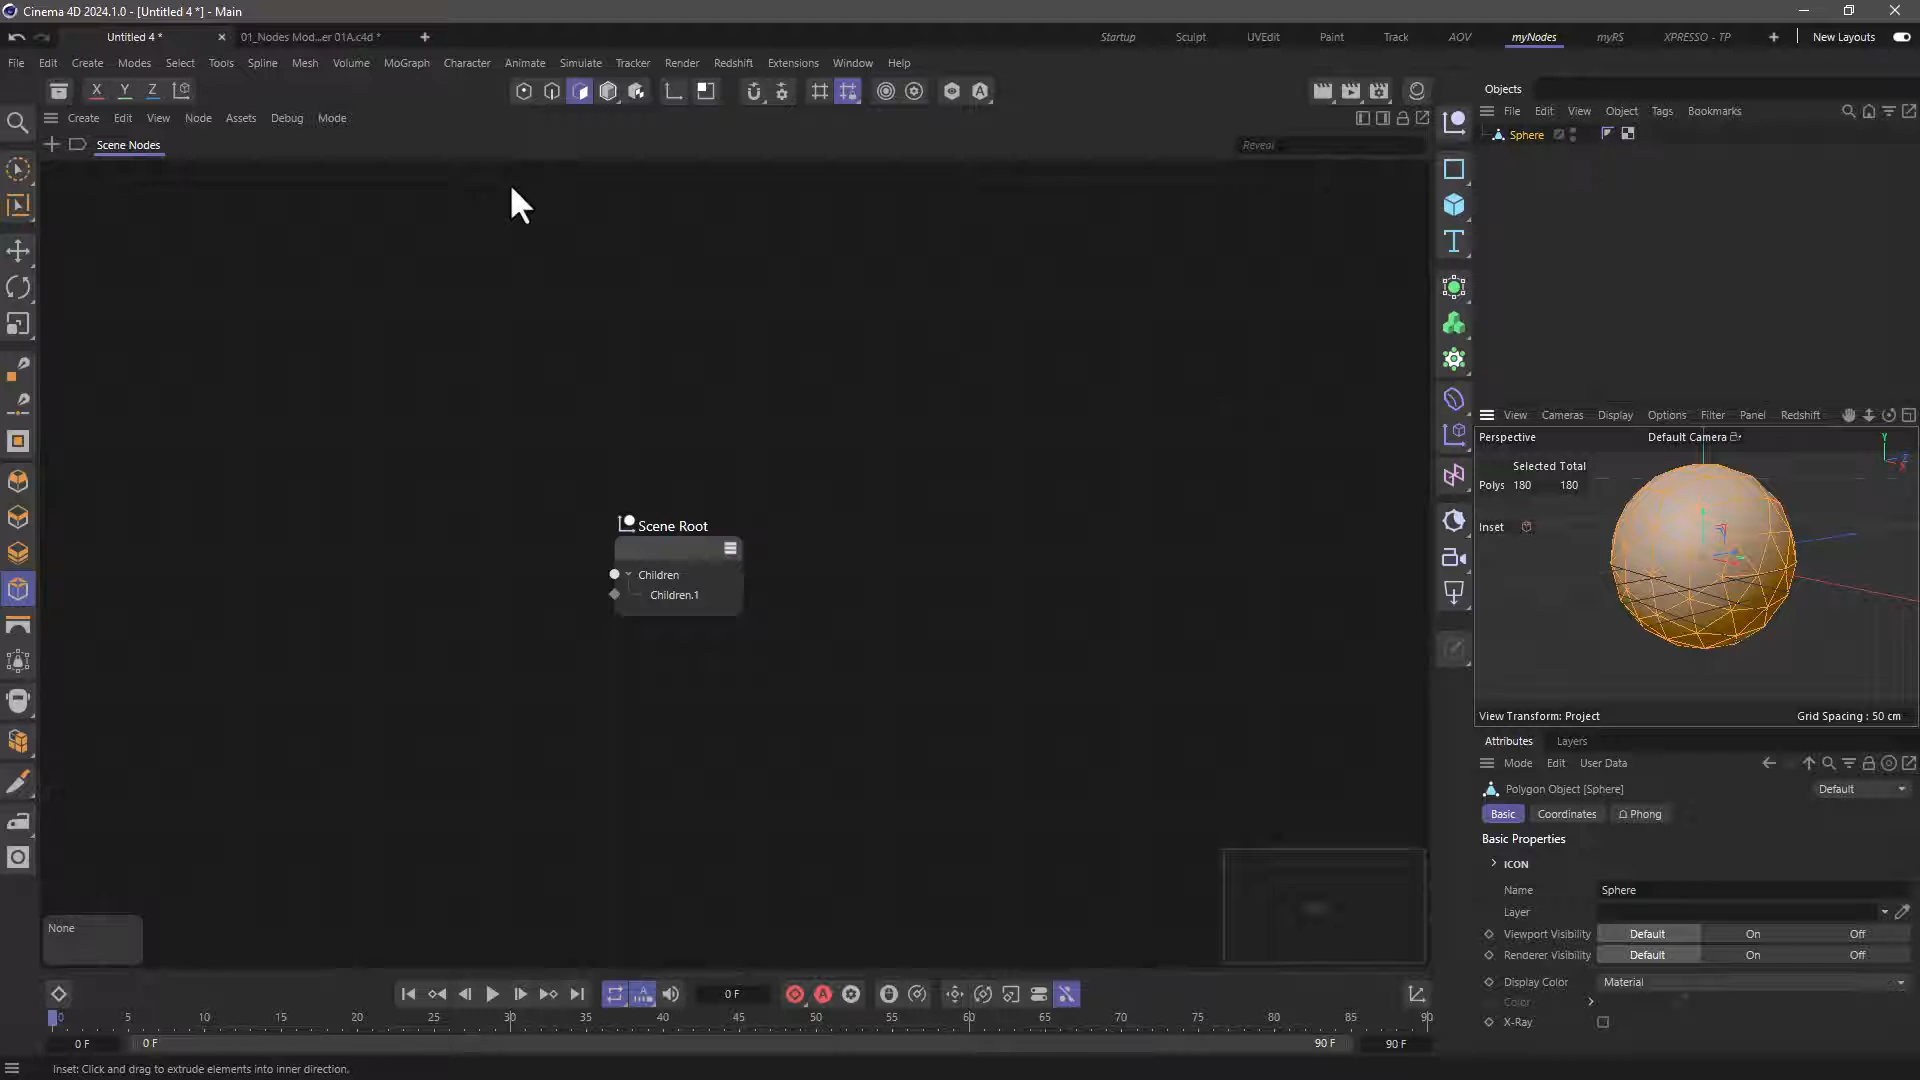 Cinema 4D 2024.1.0 - [Untitled 4 *] - Main
Untitled 4 *
01_Nodes Mod...er 01A.c4d *
Startup
Sculpt
UVEdit
Paint
Track
AOV
myNodes
myRS
XPRESSO - TP
New Layouts
File Edit Create Modes Select Tools Spline Mesh Volume MoGraph Character Animate Simulate Tracker Render Redshift Extensions Window Help
X Y Z
Objects
Create Edit View Node Assets Debug Mode
File Edit View Object Tags Bookmarks
Scene Nodes
Reveal
Sphere
View Cameras Display Options Filter Panel Redshift
Perspective
Default Camera
Y
Selected Total
Polys 180 180
Inset
Scene Root
Children
Children.1
View Transform: Project
Grid Spacing : 50 cm
Attributes Layers
Mode Edit User Data
Polygon Object [Sphere]
Default
Basic Coordinates Phong
Basic Properties
ICON
Name
Sphere
Layer
None
Viewport Visibility Default On Off
Renderer Visibility Default On Off
Display Color Material
Color
X-Ray
0 F
0 5 10 15 20 25 30 35 40 45 50 55 60 65 70 75 80 85 90
0 F 0 F 90 F 90 F
Inset: Click and drag to extrude elements into inner direction.